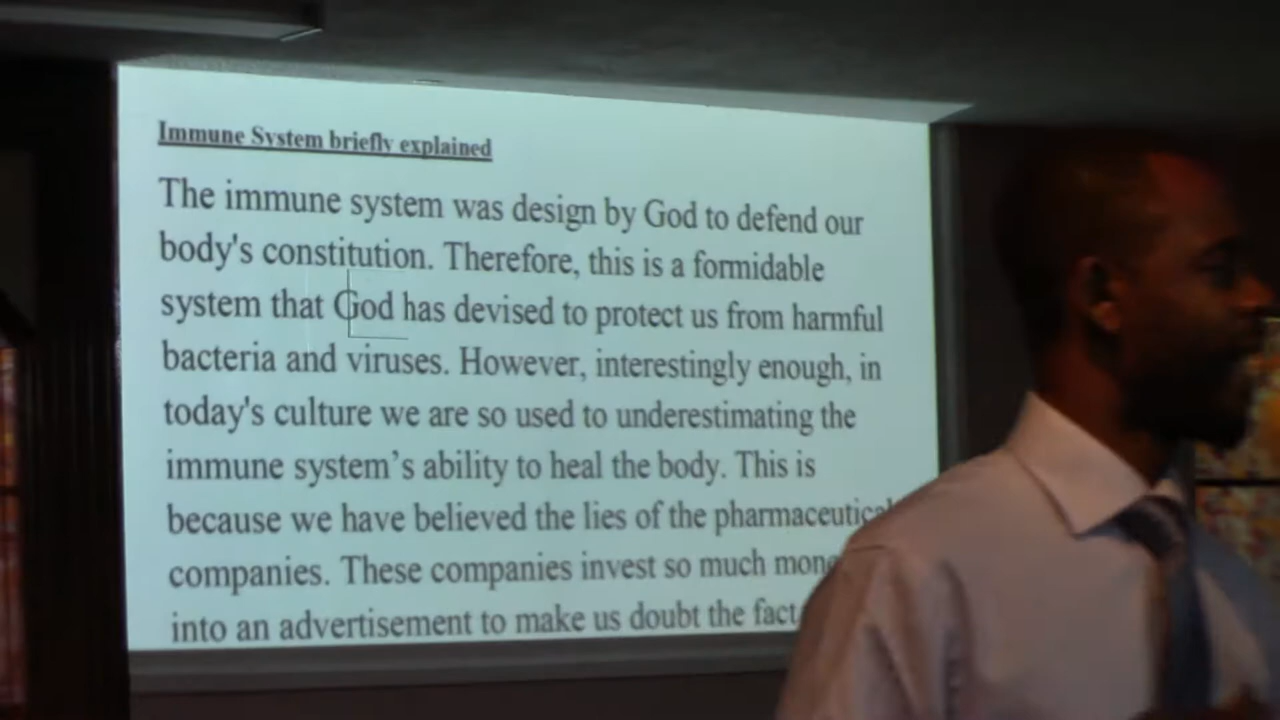 Immune System briefly explained
The immune system was design by God to defend our
body's constitution. Therefore, this is a formidable
system that God has devised to protect us from harmful
bacteria and viruses. However, interestingly enough, in
today's culture we are so used to underestimating the
immune system’s ability to heal the body. This is
because we have believed the lies of the pharmaceutical
companies. These companies invest so much
into an advertisement to make us doubt the fact